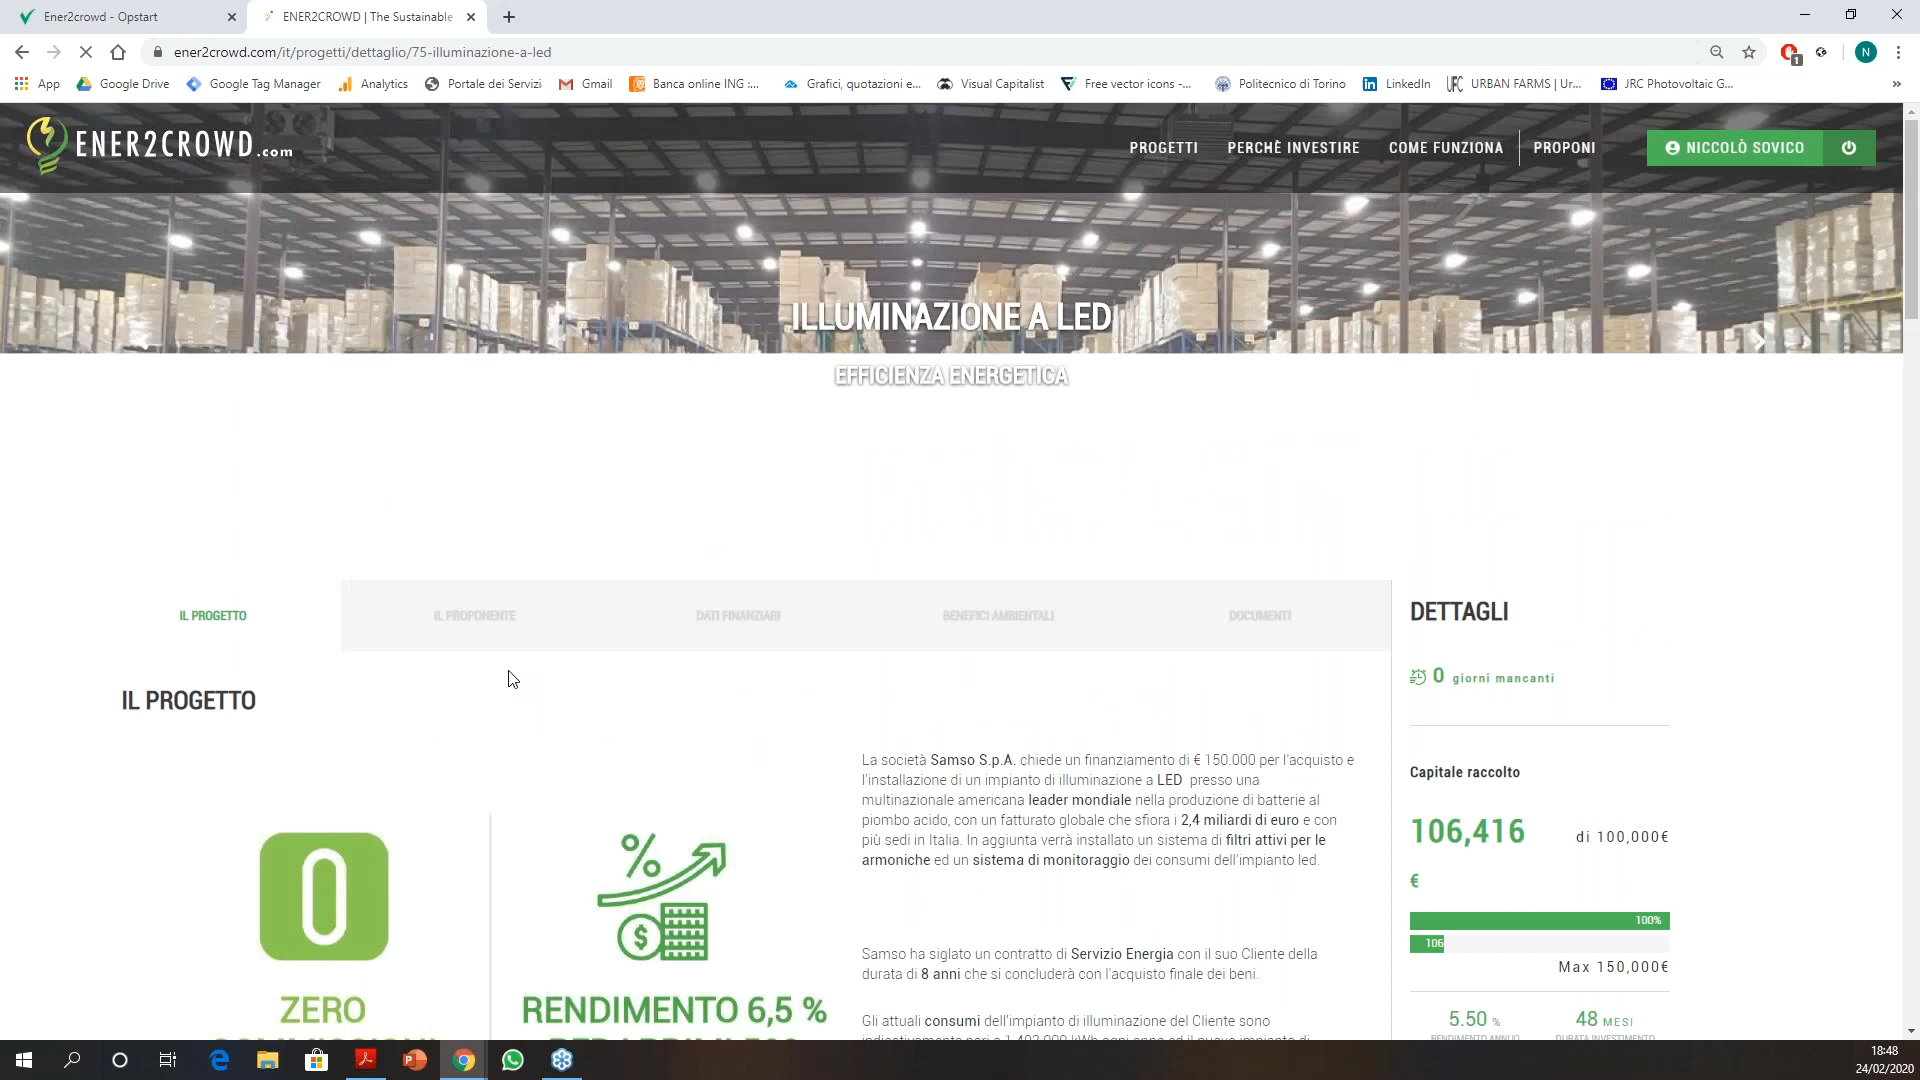 Ener2crowd - Opstart
ENER2CROWD | The Sustainable
ener2crowd.com/it/progetti/dettaglio/75-illuminazione-a-led
1
N
App
Google Drive
Google Tag Manager
Analytics
Portale dei Servizi
Gmail
Banca online ING :...
Grafici, quotazioni e...
Visual Capitalist
Free vector icons -...
Politecnico di Torino
LinkedIn
URBAN FARMS | Ur...
JRC Photovoltaic G...
ENER2CROWD.com
PROGETTI
PERCHÈ INVESTIRE
COME FUNZIONA
PROPONI
NICCOLÒ SOVICO
ILLUMINAZIONE A LED
EFFICIENZA ENERGETICA
IL PROGETTO
IL PROPONENTE
DATI FINANZIARI
BENEFICI AMBIENTALI
DOCUMENTI
IL PROGETTO
0
ZERO
%
$
RENDIMENTO 6,5 %
La società Samso S.p.A. chiede un finanziamento di € 150.000 per l'acquisto e
l'installazione di un impianto di illuminazione a LED presso una
multinazionale americana leader mondiale nella produzione di batterie al
piombo acido, con un fatturato globale che sfiora i 2,4 miliardi di euro e con
più sedi in Italia. In aggiunta verrà installato un sistema di filtri attivi per le
armoniche ed un sistema di monitoraggio dei consumi dell'impianto led.
Samso ha siglato un contratto di Servizio Energia con il suo Cliente della
durata di 8 anni che si concluderà con l'acquisto finale dei beni.
Gli attuali consumi dell'impianto di illuminazione del Cliente sono
DETTAGLI
0 giorni mancanti
Capitale raccolto
106,416 di 100,000€
€
100%
106
Max 150,000€
5.50 % 48 MESI
RENDIMENTO ANNUO DURATA INVESTIMENTO
18:48
24/02/2020